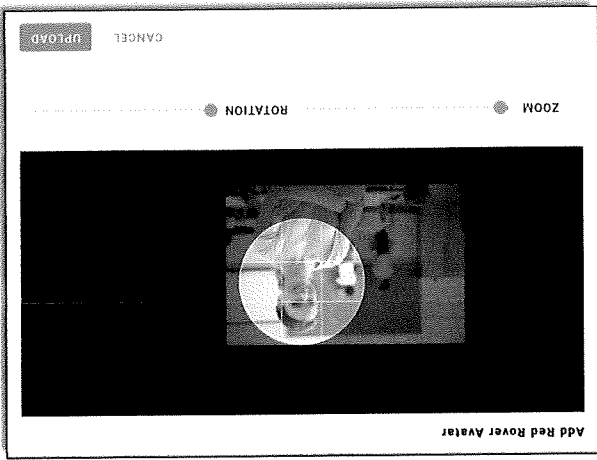 Add Red Rover Avatar
ZOOM
ROTATION
CANCEL
UPLOAD